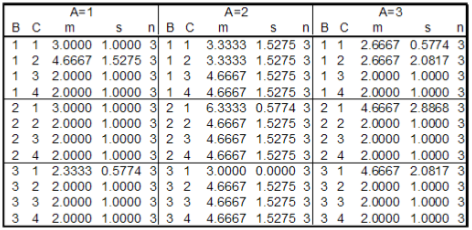 A=1 A=2 A=3
B C m s n B C m s n B C m s n
1 1 3.0000 1.0000 3 1 1 3.3333 1.5275 3 1 1 2.6667 0.5774 3
1 2 4.6667 1.5275 3 1 2 3.3333 1.5275 3 1 2 2.6667 2.0817 3
1 3 2.0000 1.0000 3 1 3 4.6667 1.5275 3 1 3 2.0000 1.0000 3
1 4 2.0000 1.0000 3 1 4 4.6667 1.5275 3 1 4 2.0000 1.0000 3
2 1 3.0000 1.0000 3 2 1 6.3333 0.5774 3 2 1 4.6667 2.8868 3
2 2 2.0000 1.0000 3 2 2 4.6667 1.5275 3 2 2 2.0000 1.0000 3
2 3 2.0000 1.0000 3 2 3 4.6667 1.5275 3 2 3 2.0000 1.0000 3
2 4 2.0000 1.0000 3 2 4 4.6667 1.5275 3 2 4 2.0000 1.0000 3
3 1 2.3333 0.5774 3 3 1 3.0000 0.0000 3 3 1 4.6667 2.0817 3
3 2 2.0000 1.0000 3 3 2 4.6667 1.5275 3 3 2 2.0000 1.0000 3
3 3 2.0000 1.0000 3 3 3 4.6667 1.5275 3 3 3 2.0000 1.0000 3
3 4 2.0000 1.0000 3 3 4 4.6667 1.5275 3 3 4 2.0000 1.0000 3